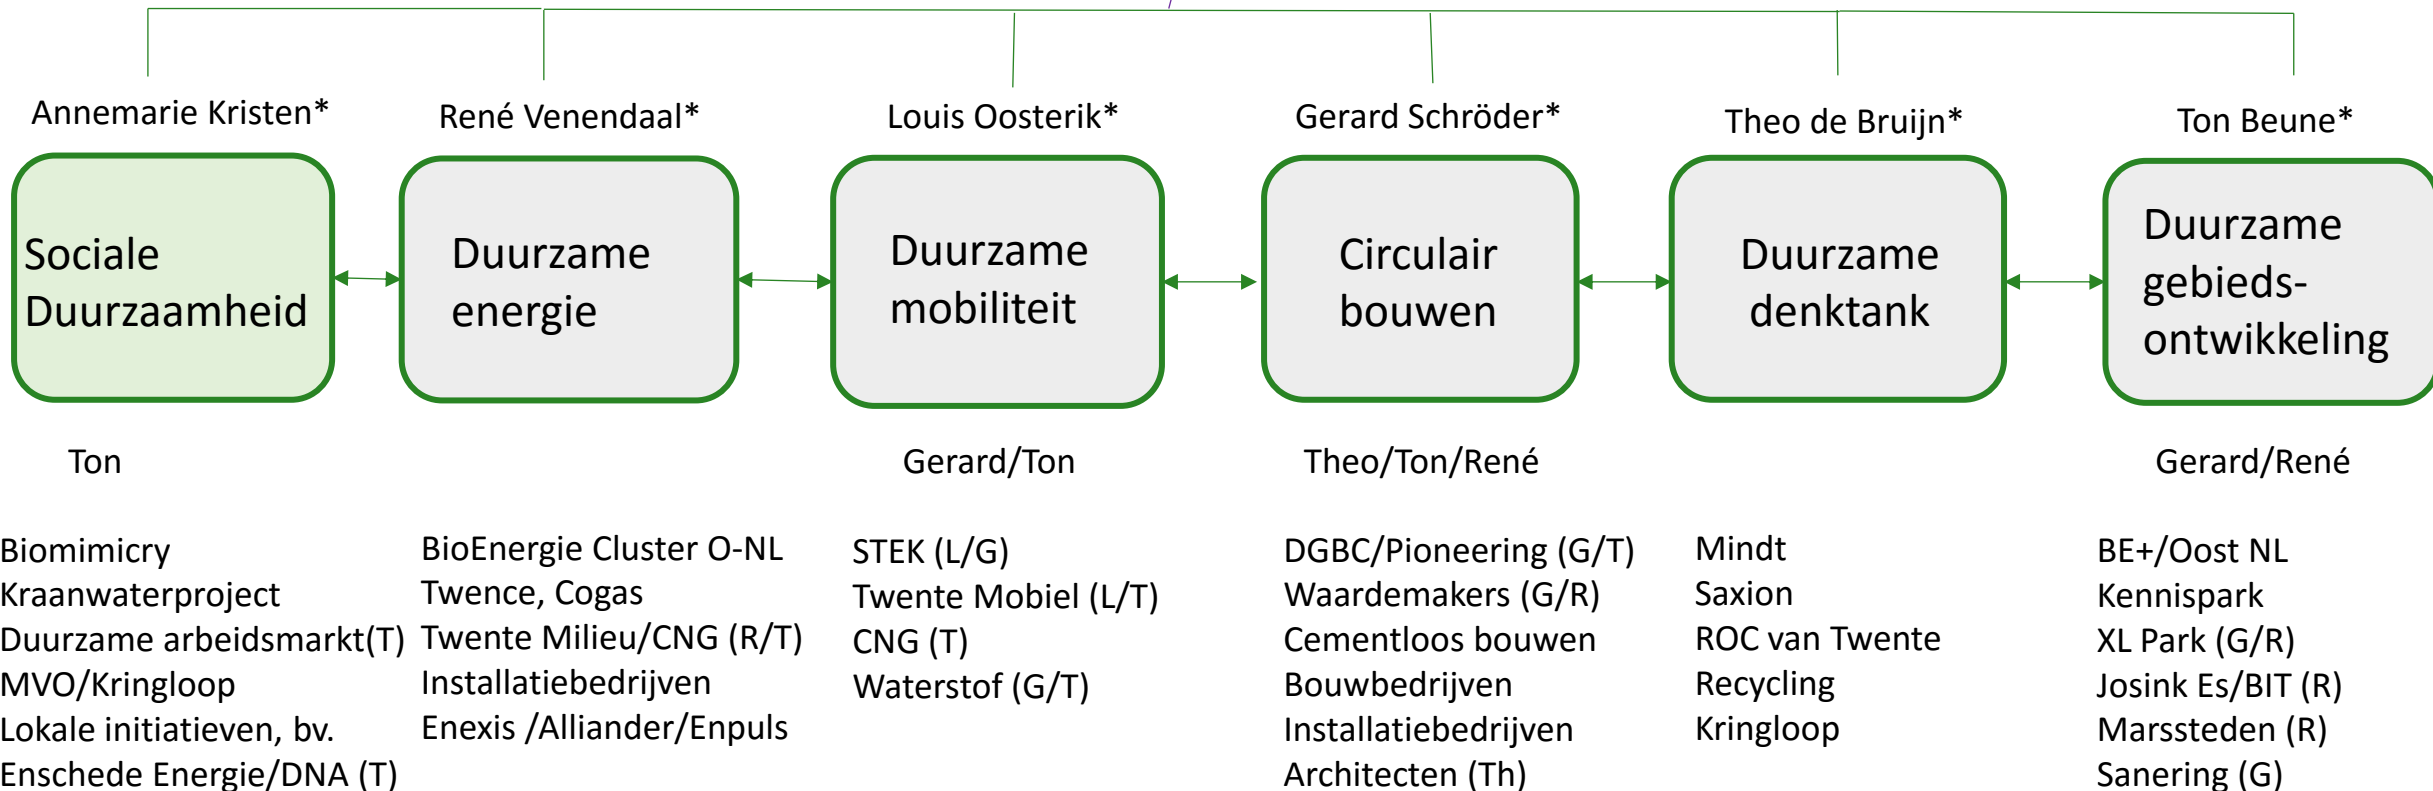 Annemarie Kristen*
René Venendaal*
Louis Oosterik*
Gerard Schröder*
Theo de Bruijn*
Ton Beune*
Sociale
Duurzaamheid
Duurzame
energie
Duurzame
mobiliteit
Circulair
bouwen
Duurzame
denktank
Duurzame
gebieds-
ontwikkeling
Ton
Gerard/Ton
Theo/Ton/René
Gerard/René
Biomimicry
Kraanwaterproject
Duurzame arbeidsmarkt(T)
MVO/Kringloop
Lokale initiatieven, bv.
Enschede Energie/DNA (T)
BioEnergie Cluster O-NL
Twence, Cogas
Twente Milieu/CNG (R/T)
Installatiebedrijven
Enexis /Alliander/Enpuls
STEK (L/G)
Twente Mobiel (L/T)
CNG (T)
Waterstof (G/T)
DGBC/Pioneering (G/T)
Waardemakers (G/R)
Cementloos bouwen
Bouwbedrijven
Installatiebedrijven
Architecten (Th)
Mindt
Saxion
ROC van Twente
Recycling
Kringloop
BE+/Oost NL
Kennispark
XL Park (G/R)
Josink Es/BIT (R)
Marssteden (R)
Sanering (G)